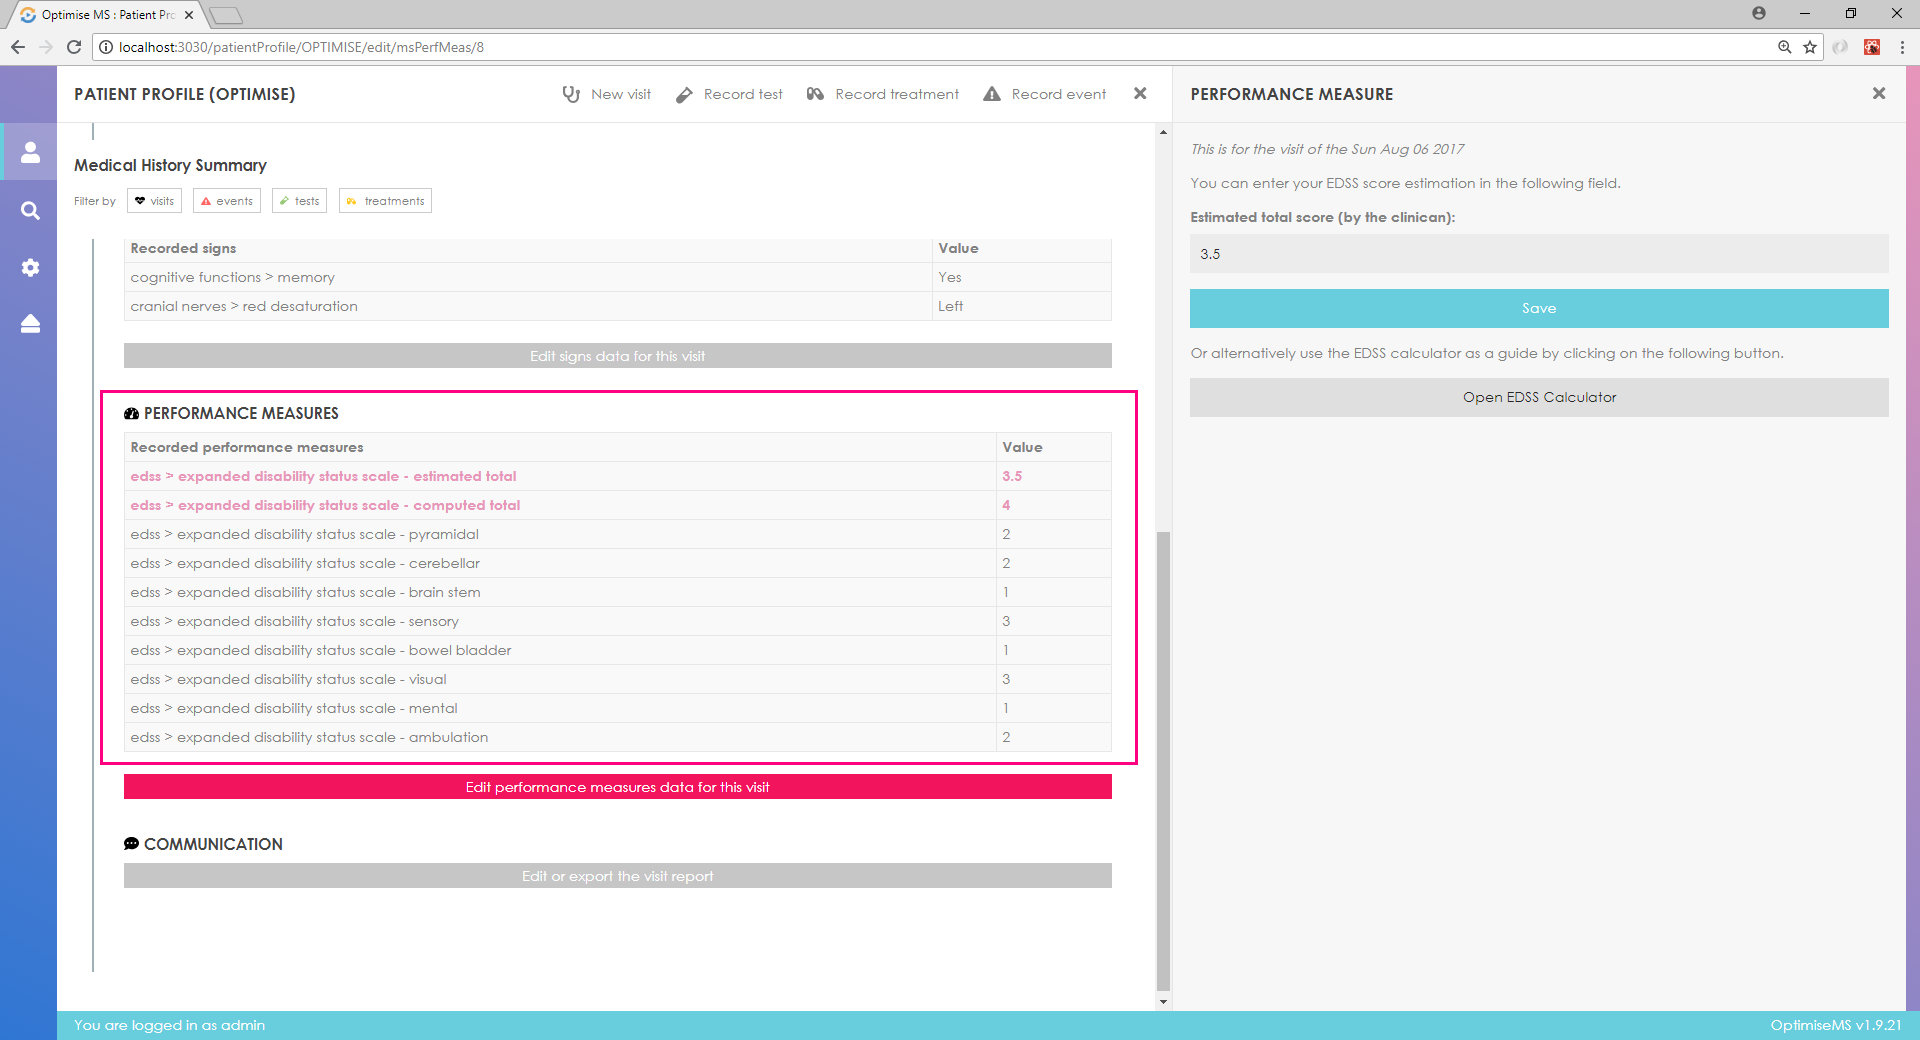 Optimise MS : Patient Pro
localhost:3030/patientProfile/OPTIMISE/edit/msPerfMeas/8
PATIENT PROFILE (OPTIMISE)
New visit
Record test
Record treatment
Record event
Medical History Summary
Filter by
visits
events
tests
treatments
Recorded signs Value
cognitive functions > memory Yes
cranial nerves > red desaturation Left
Edit signs data for this visit
PERFORMANCE MEASURES
Recorded performance measures Value
edss > expanded disability status scale - estimated total 3.5
edss > expanded disability status scale - computed total 4
edss > expanded disability status scale - pyramidal 2
edss > expanded disability status scale - cerebellar 2
edss > expanded disability status scale - brain stem 1
edss > expanded disability status scale - sensory 3
edss > expanded disability status scale - bowel bladder 1
edss > expanded disability status scale - visual 3
edss > expanded disability status scale - mental 1
edss > expanded disability status scale - ambulation 2
Edit performance measures data for this visit
COMMUNICATION
Edit or export the visit report
PERFORMANCE MEASURE
This is for the visit of the Sun Aug 06 2017
You can enter your EDSS score estimation in the following field.
Estimated total score (by the clinican):
3.5
Save
Or alternatively use the EDSS calculator as a guide by clicking on the following button.
Open EDSS Calculator
You are logged in as admin
OptimiseMS v1.9.21